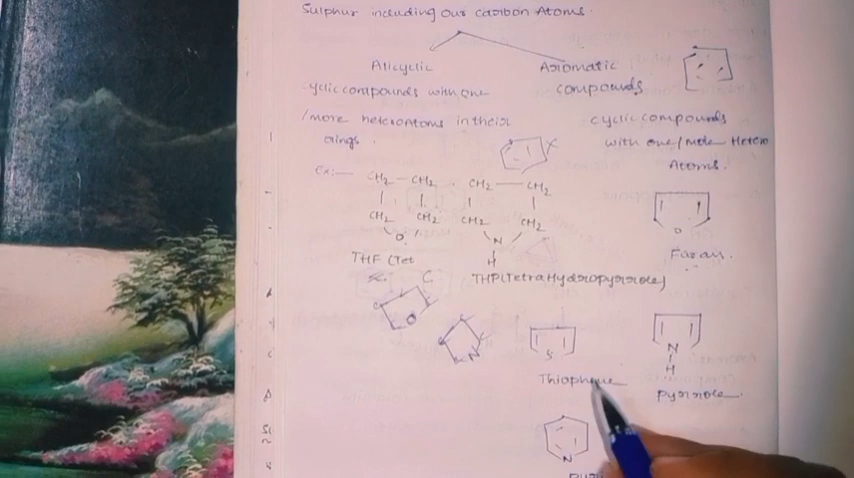 Sulphur including our carbon Atoms.
Alicyclic
cyclic compounds with one
/more heteroatoms in their
rings.
Aromatic
compounds
cyclic compounds
with one/more Hetero
Atoms.
Ex:—
CH2 — CH2
CH2 CH2
O
THF (Tet
CH2 — CH2
CH2 CH2
N
H
THP(TetraHydropyrrole)
O
Furan.
C
C
O
N
S
Thiophene
N
H
pyrrole.
N